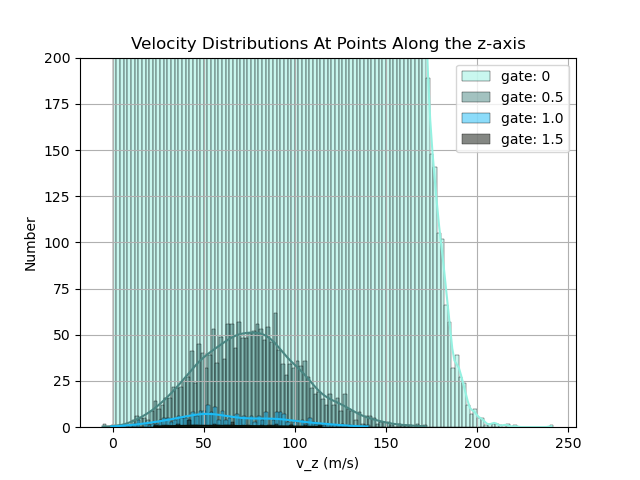 Velocity Distributions At Points Along the z-axis
200
175
150
125
100
75
50
25
0
Number
gate: 0
gate: 0.5
gate: 1.0
gate: 1.5
0 50 100 150 200 250
v_z (m/s)